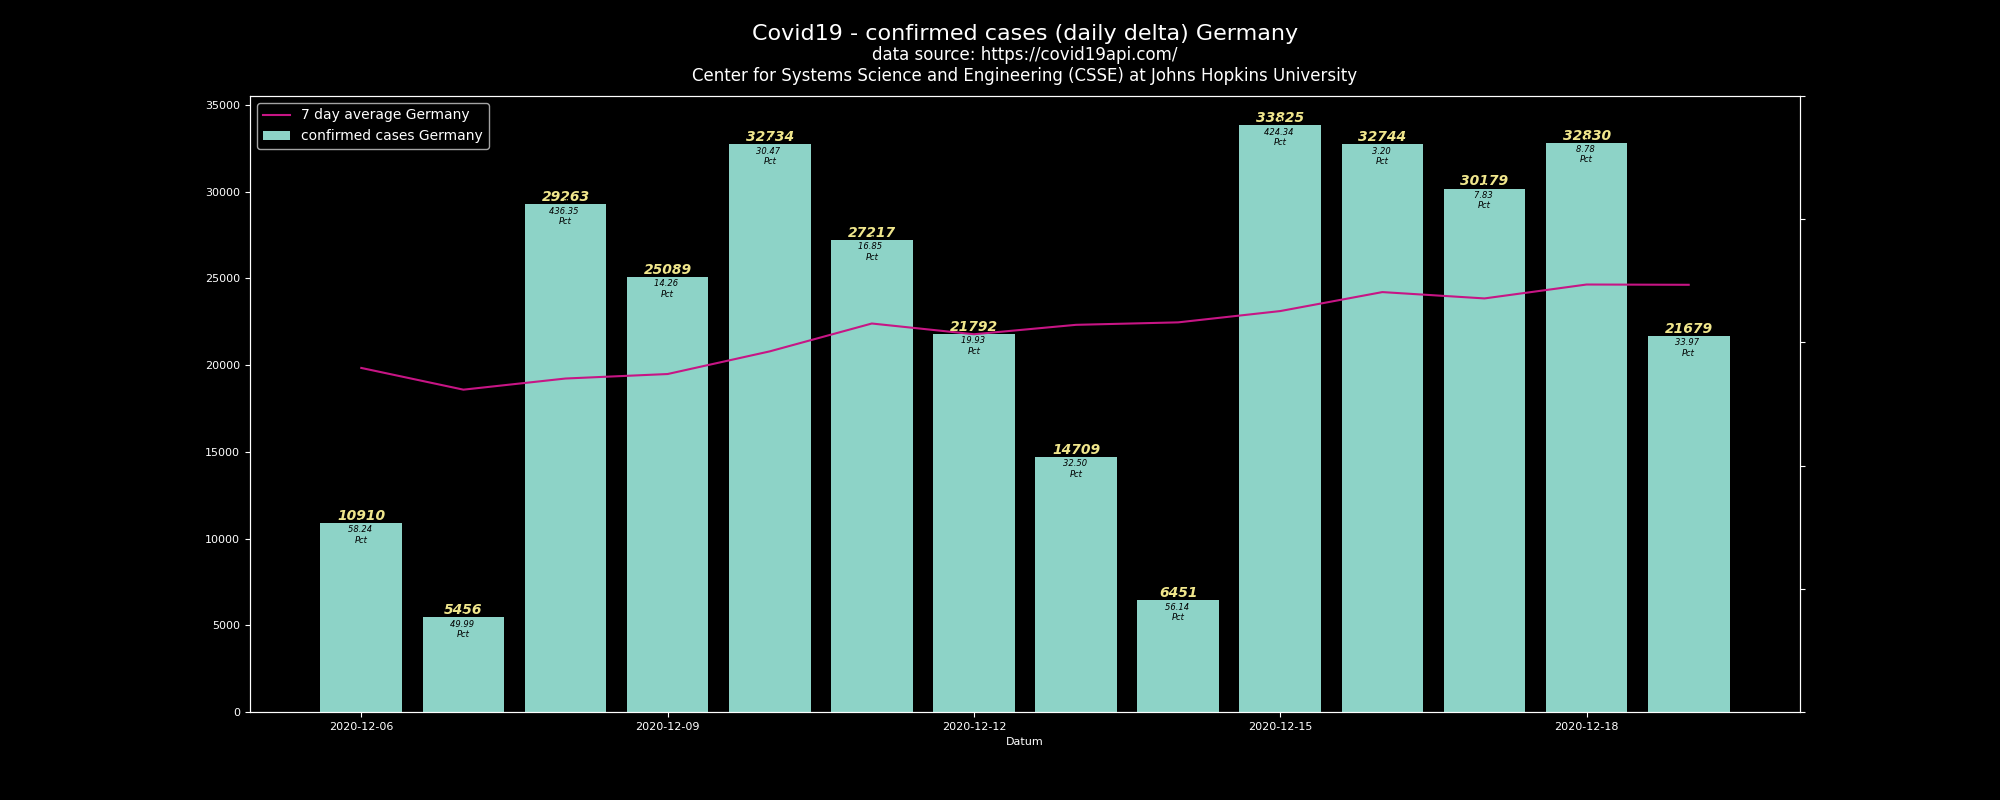 Covid19 - confirmed cases (daily delta) Germany
data source: https://covid19api.com/
Center for Systems Science and Engineering (CSSE) at Johns Hopkins University
7 day average Germany
confirmed cases Germany
35000
30000
25000
20000
15000
10000
5000
0
10910
58.24
Pct
5456
49.99
Pct
29263
436.35
Pct
25089
14.26
Pct
32734
30.47
Pct
27217
16.85
Pct
21792
19.93
Pct
14709
32.50
Pct
6451
56.14
Pct
33825
424.34
Pct
32744
3.20
Pct
30179
7.83
Pct
32830
8.78
Pct
21679
33.97
Pct
2020-12-06
2020-12-09
2020-12-12
2020-12-15
2020-12-18
Datum